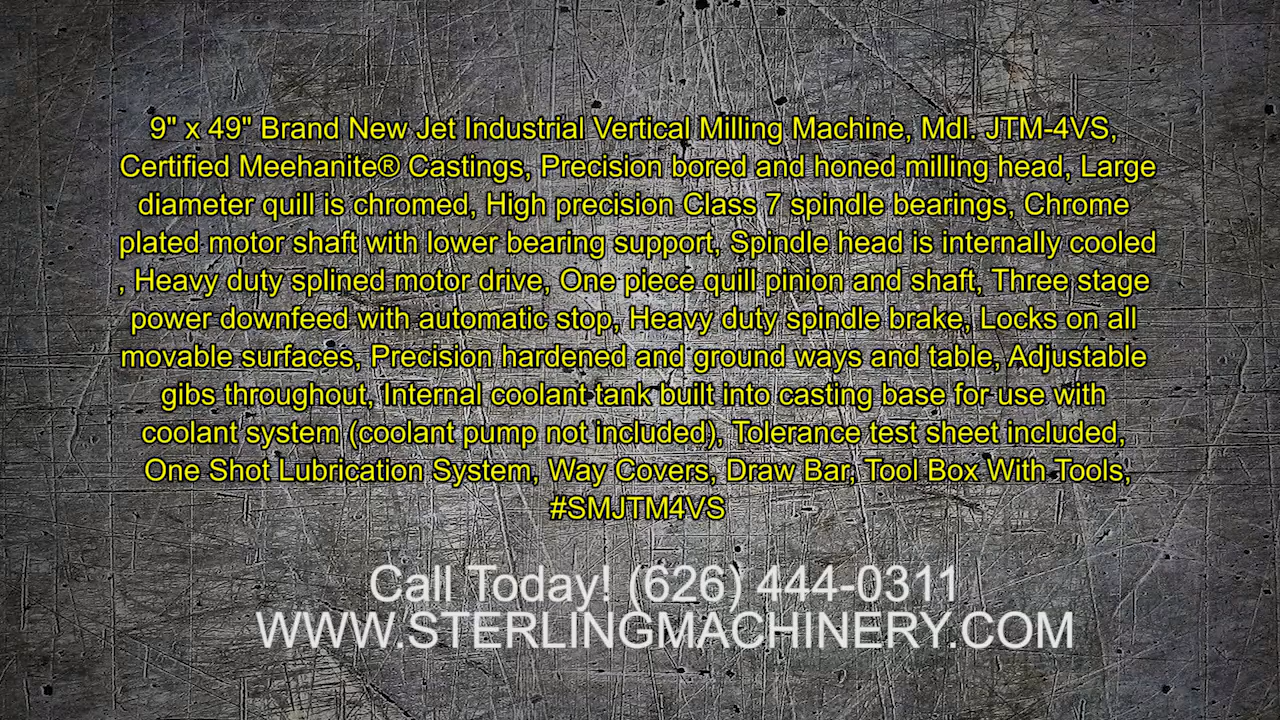 9" x 49" Brand New Jet Industrial Vertical Milling Machine, Mdl. JTM-4VS,
Certified Meehanite® Castings, Precision bored and honed milling head, Large
diameter quill is chromed, High precision Class 7 spindle bearings, Chrome
plated motor shaft with lower bearing support, Spindle head is internally cooled
, Heavy duty splined motor drive, One piece quill pinion and shaft, Three stage
power downfeed with automatic stop, Heavy duty spindle brake, Locks on all
movable surfaces, Precision hardened and ground ways and table, Adjustable
gibs throughout, Internal coolant tank built into casting base for use with
coolant system (coolant pump not included), Tolerance test sheet included,
One Shot Lubrication System, Way Covers, Draw Bar, Tool Box With Tools,
#SMJTM4VS
Call Today! (626) 444-0311
WWW.STERLINGMACHINERY.COM